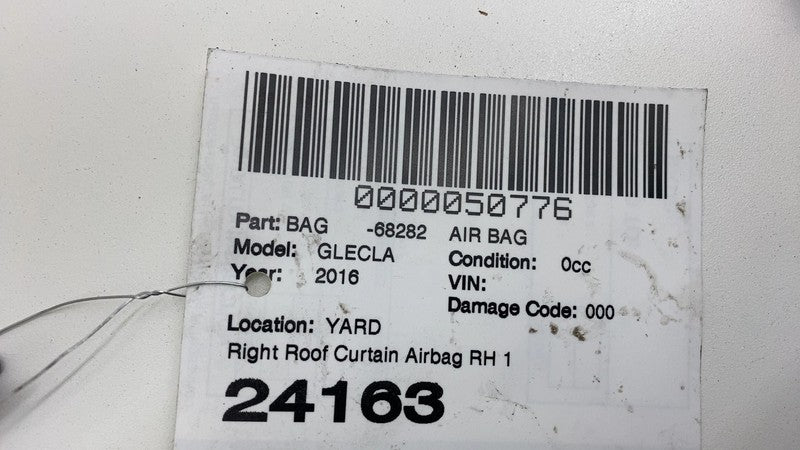 0000050776
Part: BAG -68282 AIR BAG
Model: GLECLA Condition: 0cc
Year: 2016 VIN:
Damage Code: 000
Location: YARD
Right Roof Curtain Airbag RH 1
24163